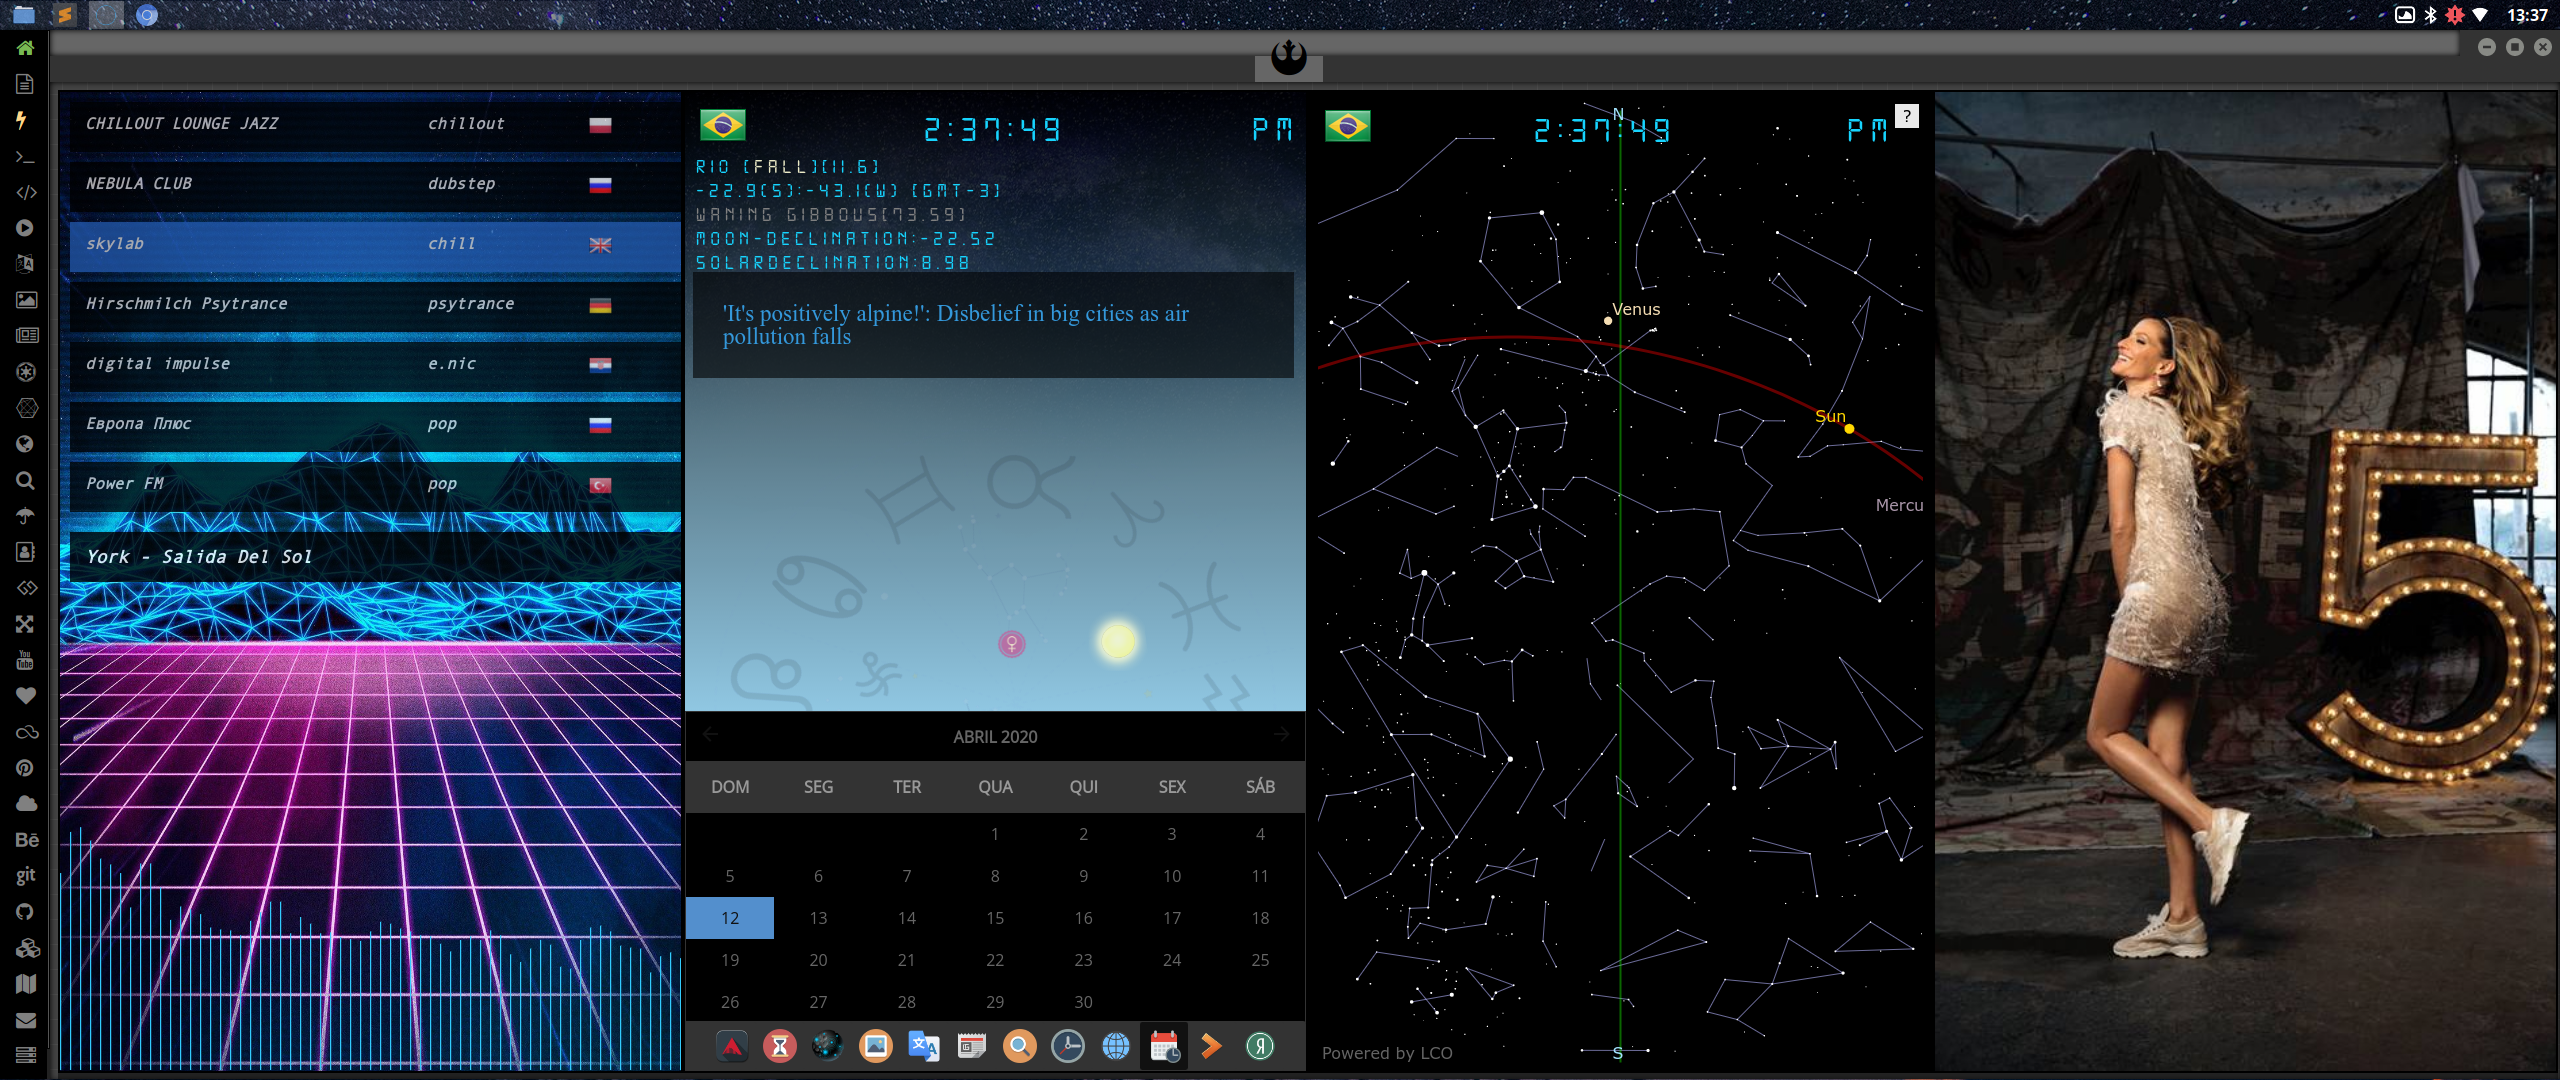 13:37
CHILLOUT LOUNGE JAZZ chillout
NEBULA CLUB dubstep
skylab chill
Hirschmilch Psytrance psytrance
digital impulse e.nic
Европа Плюс pop
Power FM pop
York - Salida Del Sol
You
Tube
Bē
git
2:37:49 PM
RIO [FALL][11.6]
-22.9(S):-43.1(W) [GMT-3]
WANING GIBBOUS[73.59]
MOON-DECLINATION:-22.52
SOLARDECLINATION:8.98
'It's positively alpine!': Disbelief in big cities as air
pollution falls
ABRIL 2020
DOM SEG TER QUA QUI SEX SÁB
1 2 3 4
5 6 7 8 9 10 11
12 13 14 15 16 17 18
19 20 21 22 23 24 25
26 27 28 29 30
2:37:49 PM
?
N
Venus
Sun
Mercu
S
Powered by LCO
5